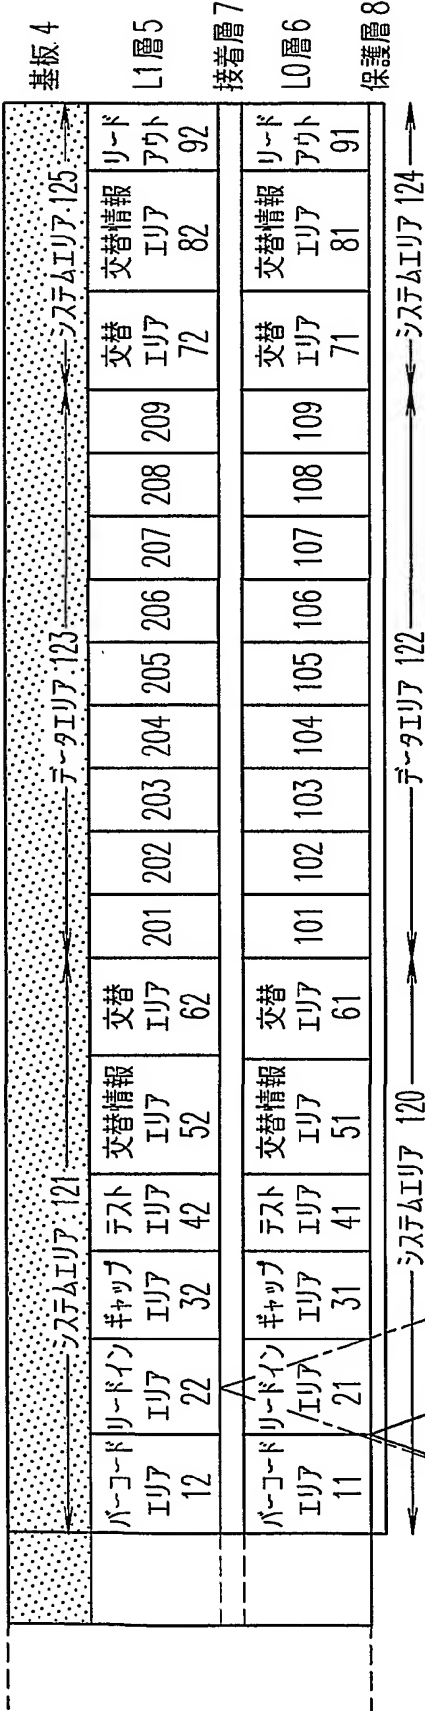 基板 4
システムエリア 121
データエリア 123
システムエリア 125
L1層5
バーコード
エリア
12
リードイン
エリア
22
ギャップ
エリア
32
テスト
エリア
42
交替情報
エリア
52
交替
エリア
62
201
202
203
204
205
206
207
208
209
交替
エリア
72
交替情報
エリア
82
リード
アウト
92
接着層7
L0層6
バーコード
エリア
11
リードイン
エリア
21
ギャップ
エリア
31
テスト
エリア
41
交替情報
エリア
51
交替
エリア
61
101
102
103
104
105
106
107
108
109
交替
エリア
71
交替情報
エリア
81
リード
アウト
91
保護層8
システムエリア 120
データエリア 122
システムエリア 124